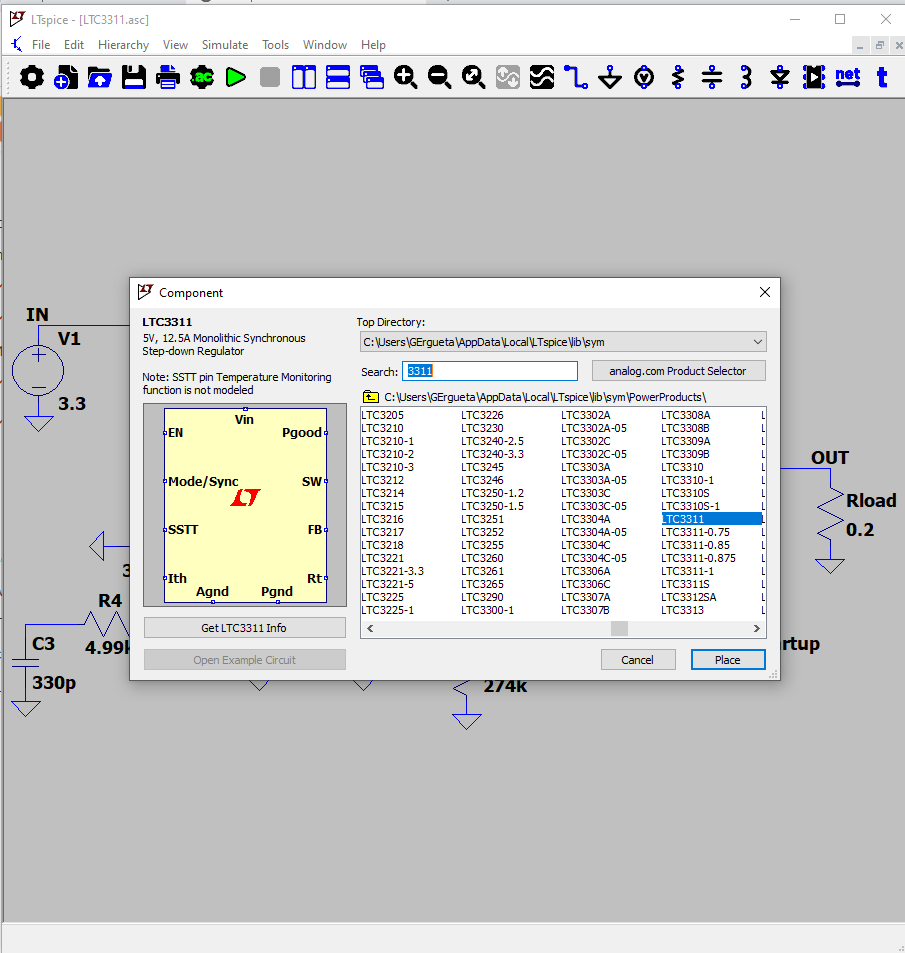 LTspice - [LTC3311.asc]
File Edit Hierarchy View Simulate Tools Window Help
.ac
net
t
IN
V1
3.3
R4
4.99k
C3
330p
274k
OUT
Rload
0.2
rtup
Component
LTC3311
5V, 12.5A Monolithic Synchronous
Step-down Regulator
Note: SSTT pin Temperature Monitoring
function is not modeled
Vin
EN
Pgood
Mode/Sync
SW
SSTT
FB
Ith
Rt
Agnd
Pgnd
Get LTC3311 Info
Open Example Circuit
Top Directory:
C:\Users\GErgueta\AppData\Local\LTspice\lib\sym
Search: 3311 analog.com Product Selector
C:\Users\GErgueta\AppData\Local\LTspice\lib\sym\PowerProducts\
LTC3205 LTC3226 LTC3302A LTC3308A
LTC3210 LTC3230 LTC3302A-05 LTC3308B
LTC3210-1 LTC3240-2.5 LTC3302C LTC3309A
LTC3210-2 LTC3240-3.3 LTC3302C-05 LTC3309B
LTC3210-3 LTC3245 LTC3303A LTC3310
LTC3212 LTC3246 LTC3303A-05 LTC3310-1
LTC3214 LTC3250-1.2 LTC3303C LTC3310S
LTC3215 LTC3250-1.5 LTC3303C-05 LTC3310S-1
LTC3216 LTC3251 LTC3304A LTC3311
LTC3217 LTC3252 LTC3304A-05 LTC3311-0.75
LTC3218 LTC3255 LTC3304C LTC3311-0.85
LTC3221 LTC3260 LTC3304C-05 LTC3311-0.875
LTC3221-3.3 LTC3261 LTC3306A LTC3311-1
LTC3221-5 LTC3265 LTC3306C LTC3311S
LTC3225 LTC3290 LTC3307A LTC3312SA
LTC3225-1 LTC3300-1 LTC3307B LTC3313
Cancel
Place